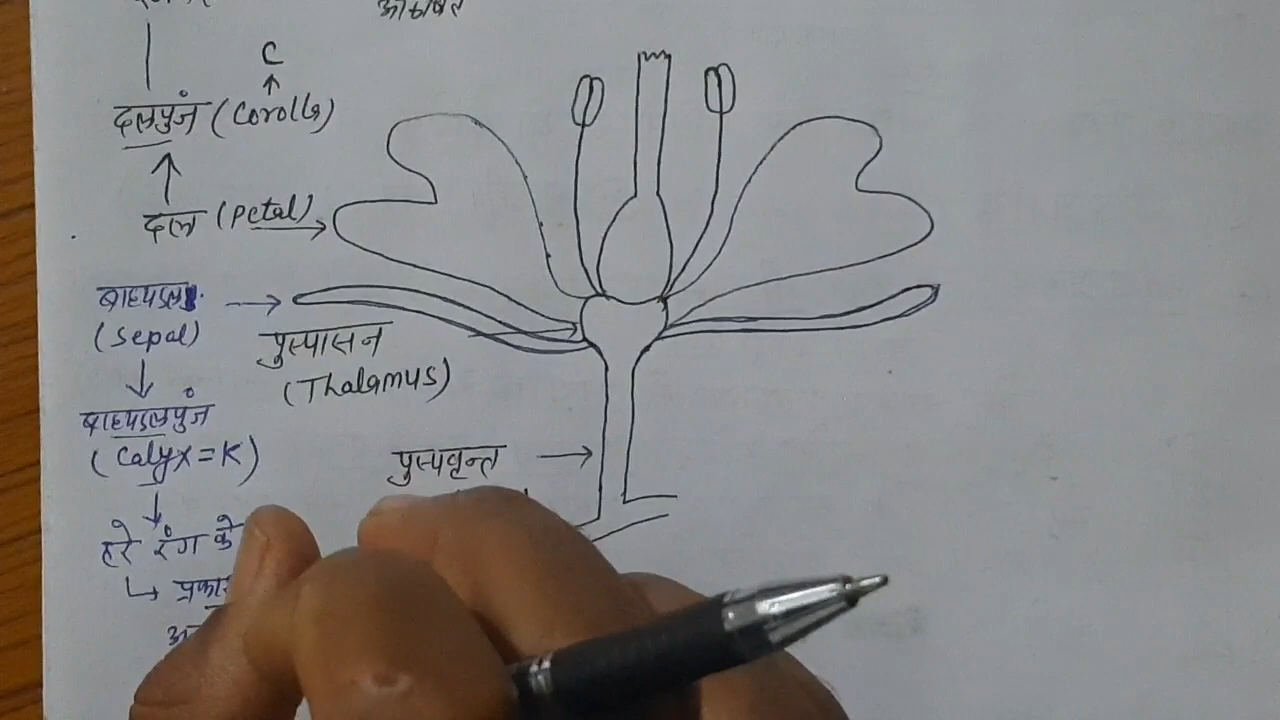 C
दलपुंज (Corolla)
दल (Petal)
बाह्यदल
(Sepal)
पुष्पासन
(Thalamus)
बाह्यदलपुंज
(Calyx=K)
पुष्पवृन्त
हरे रंग के